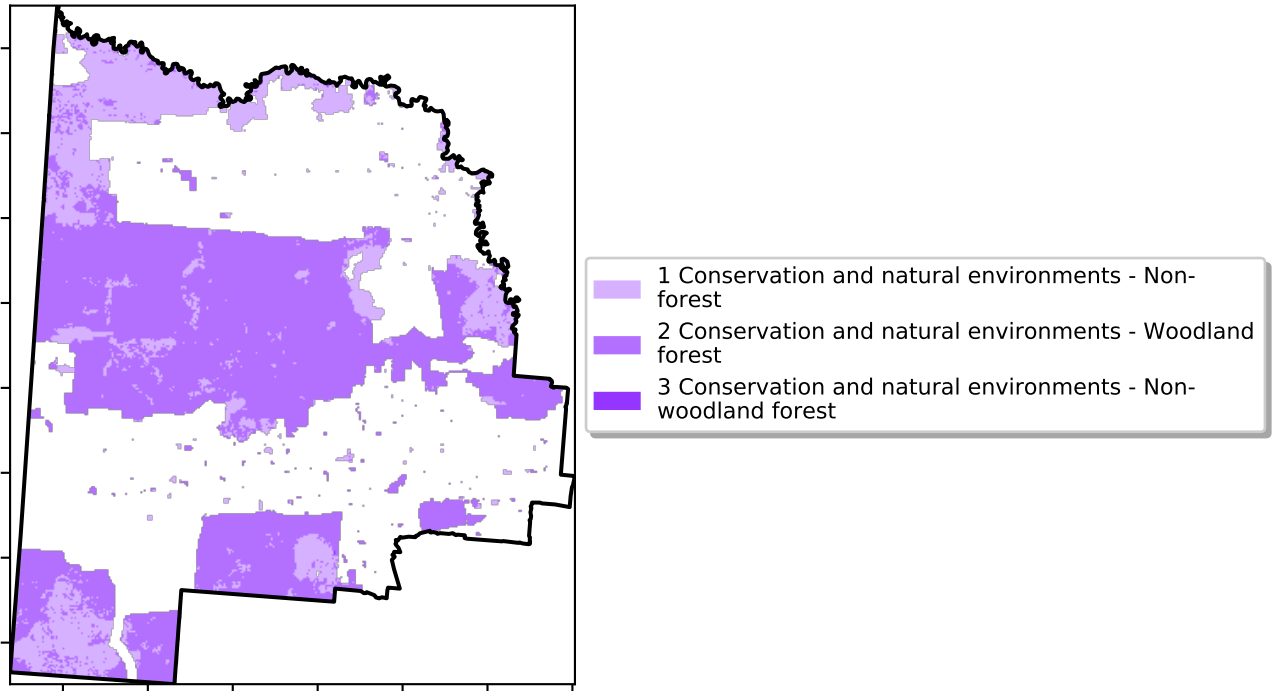 1 Conservation and natural environments - Non-
forest
2 Conservation and natural environments - Woodland
forest
3 Conservation and natural environments - Non-
woodland forest